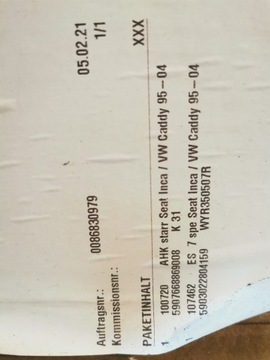 05.02.21
Auftragsnr.: 0086830979 1/1
Kommissionsnr.:
PAKETINHALT XXX
1 100720 AHK starr Seat Inca / VW Caddy 95-04
5907668869008 K 31
1 107462 ES 7 spe Seat Inca / VW Caddy 95-04
5903022804159 WYR350507R